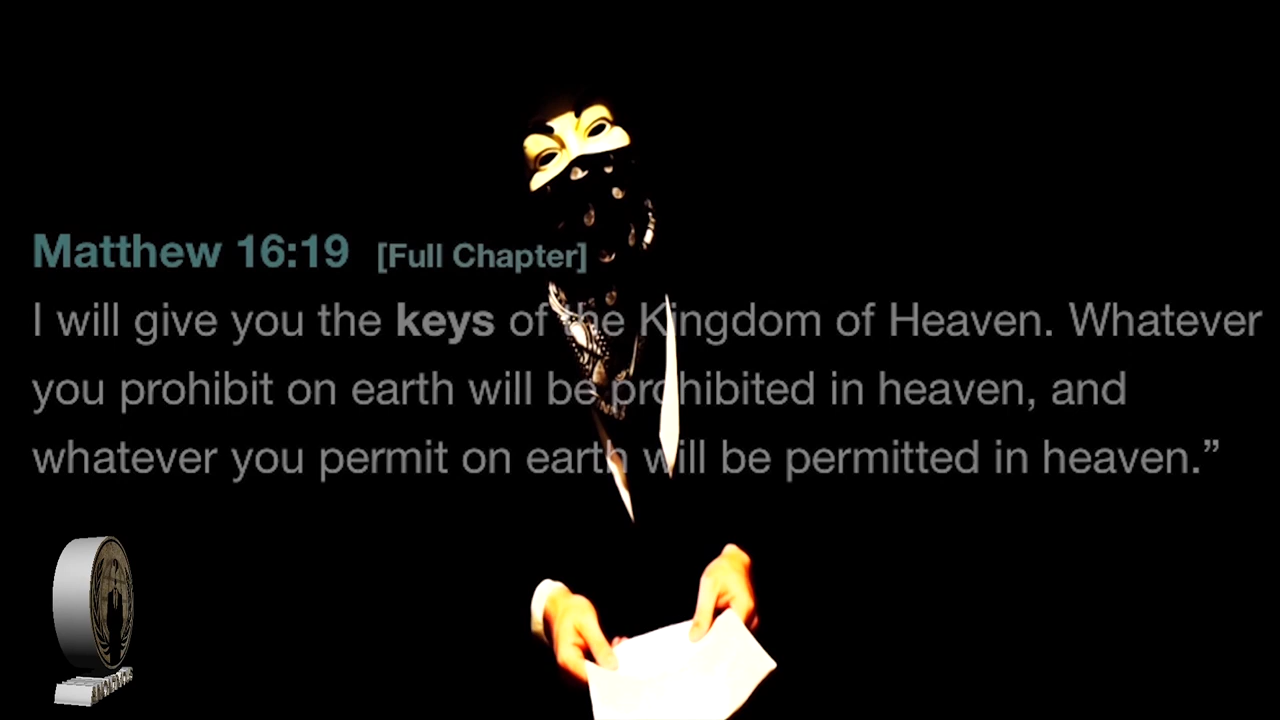 Matthew 16:19 [Full Chapter]
I will give you the keys of the Kingdom of Heaven. Whatever
you prohibit on earth will be prohibited in heaven, and
whatever you permit on earth will be permitted in heaven.”